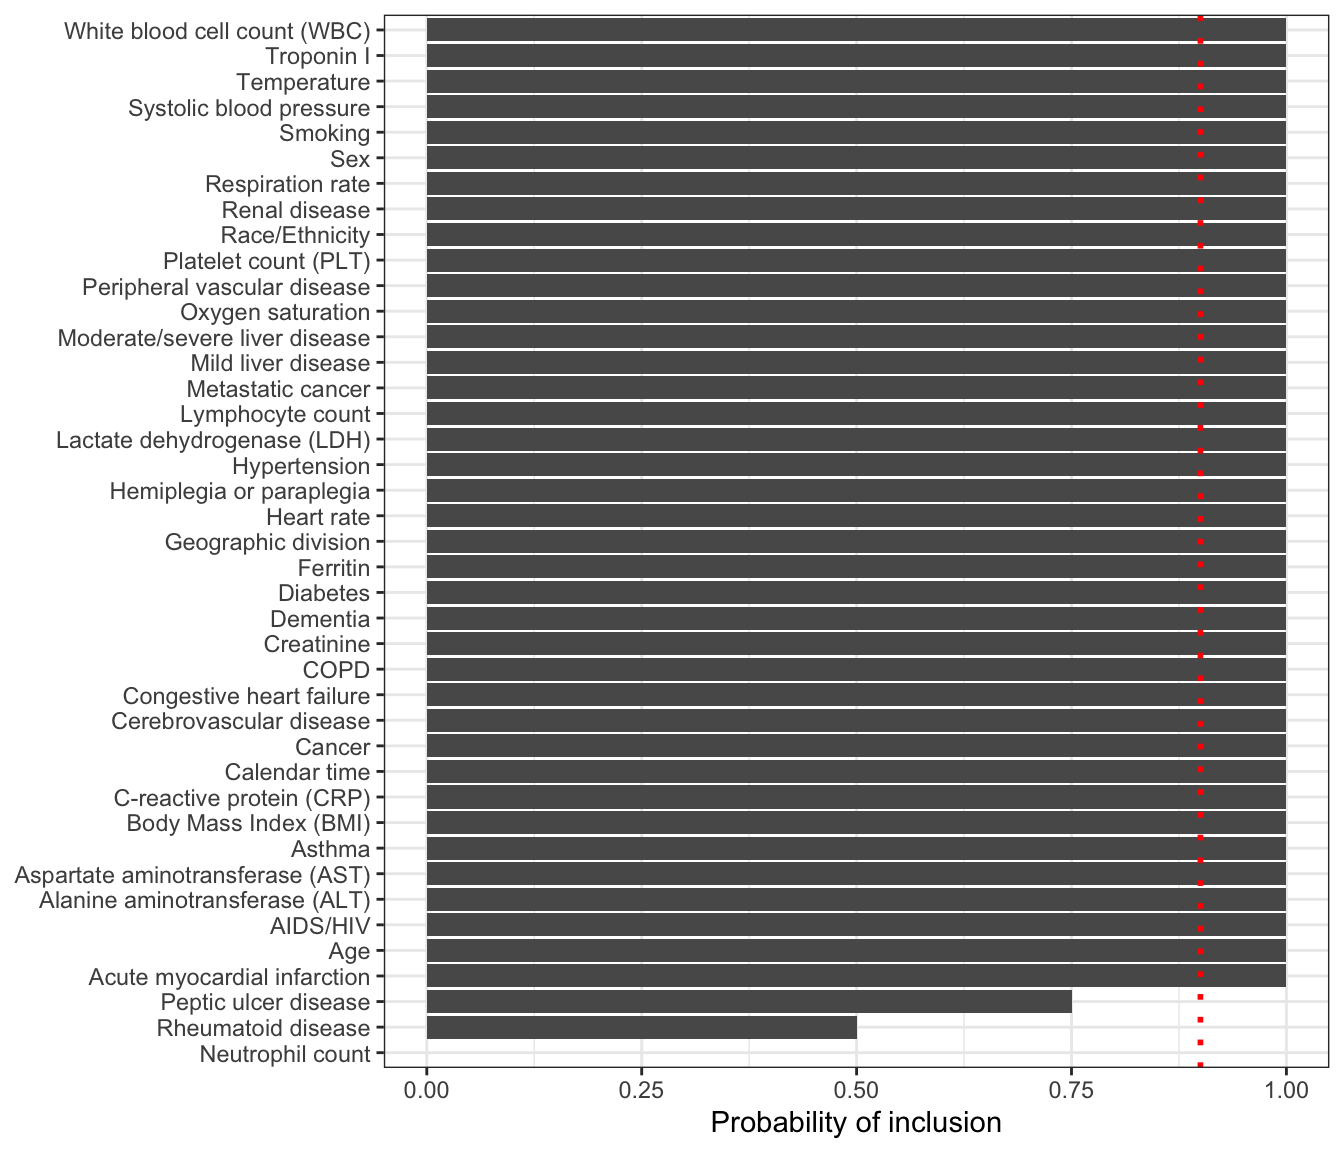 White blood cell count (WBC)
Troponin I
Temperature
Systolic blood pressure
Smoking
Sex
Respiration rate
Renal disease
Race/Ethnicity
Platelet count (PLT)
Peripheral vascular disease
Oxygen saturation
Moderate/severe liver disease
Mild liver disease
Metastatic cancer
Lymphocyte count
Lactate dehydrogenase (LDH)
Hypertension
Hemiplegia or paraplegia
Heart rate
Geographic division
Ferritin
Diabetes
Dementia
Creatinine
COPD
Congestive heart failure
Cerebrovascular disease
Cancer
Calendar time
C-reactive protein (CRP)
Body Mass Index (BMI)
Asthma
Aspartate aminotransferase (AST)
Alanine aminotransferase (ALT)
AIDS/HIV
Age
Acute myocardial infarction
Peptic ulcer disease
Rheumatoid disease
Neutrophil count
0.00 0.25 0.50 0.75 1.00
Probability of inclusion